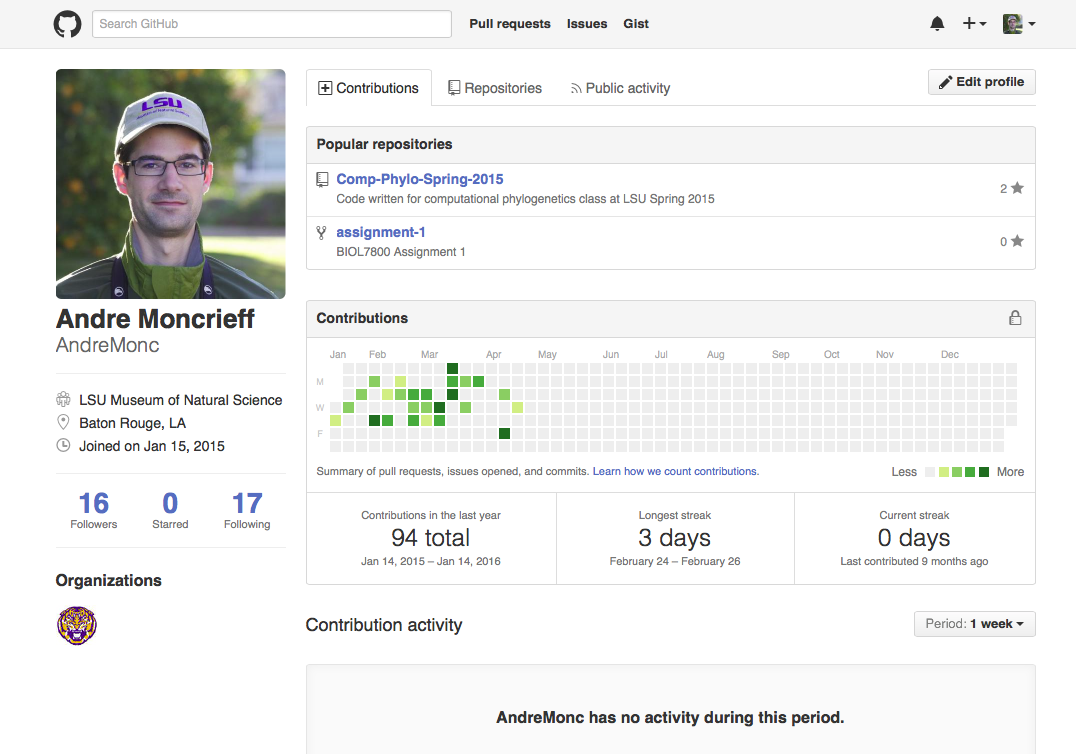 Search GitHub
Pull requests Issues Gist
LSU
Contributions Repositories Public activity
Edit profile
Popular repositories
Comp-Phylo-Spring-2015
Code written for computational phylogenetics class at LSU Spring 2015
2
assignment-1
BIOL7800 Assignment 1
0
Andre Moncrieff
AndreMonc
LSU Museum of Natural Science
Baton Rouge, LA
Joined on Jan 15, 2015
16 0 17
Followers Starred Following
Organizations
Contributions
Jan Feb Mar Apr May Jun Jul Aug Sep Oct Nov Dec
M
W
F
Summary of pull requests, issues opened, and commits. Learn how we count contributions.
Less More
Contributions in the last year
94 total
Jan 14, 2015 – Jan 14, 2016
Longest streak
3 days
February 24 – February 26
Current streak
0 days
Last contributed 9 months ago
Contribution activity
Period: 1 week
AndreMonc has no activity during this period.